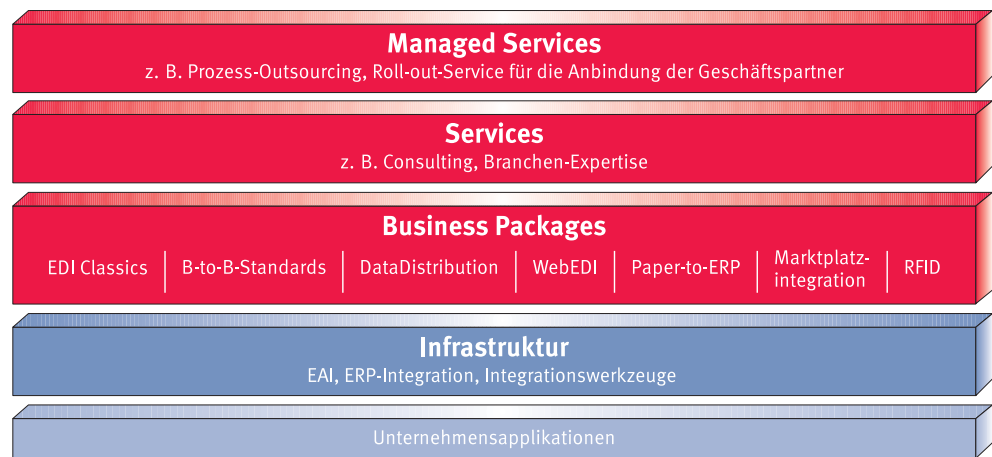 Managed Services
z. B. Prozess-Outsourcing, Roll-out-Service für die Anbindung der Geschäftspartner
Services
z. B. Consulting, Branchen-Expertise
Business Packages
EDI Classics
B-to-B-Standards
DataDistribution
WebEDI
Paper-to-ERP
Marktplatz-
integration
RFID
Infrastruktur
EAI, ERP-Integration, Integrationswerkzeuge
Unternehmensapplikationen